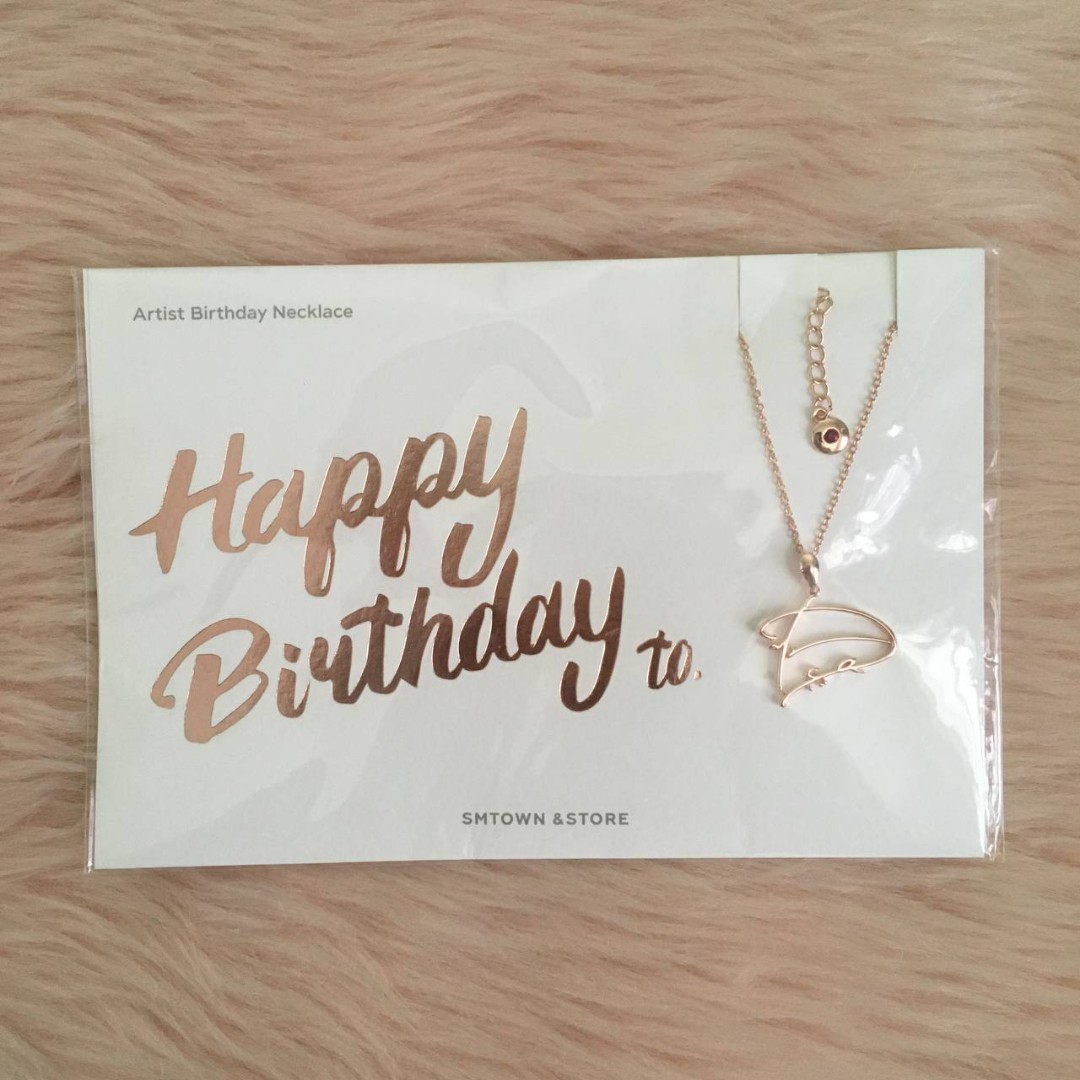 Artist Birthday Necklace
Happy
Birthday to.
SMTOWN &STORE